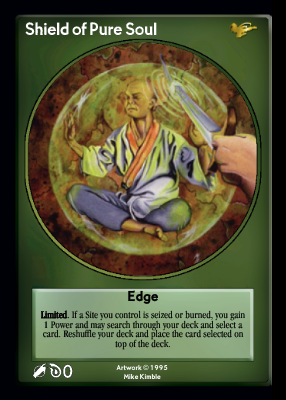 Shield of Pure Soul
Edge
Limited. If a Site you control is seized or burned, you gain
1 Power and may search through your deck and select a
card. Reshuffle your deck and place the card selected on
top of the deck.
0
Artwork © 1995
Mike Kimble